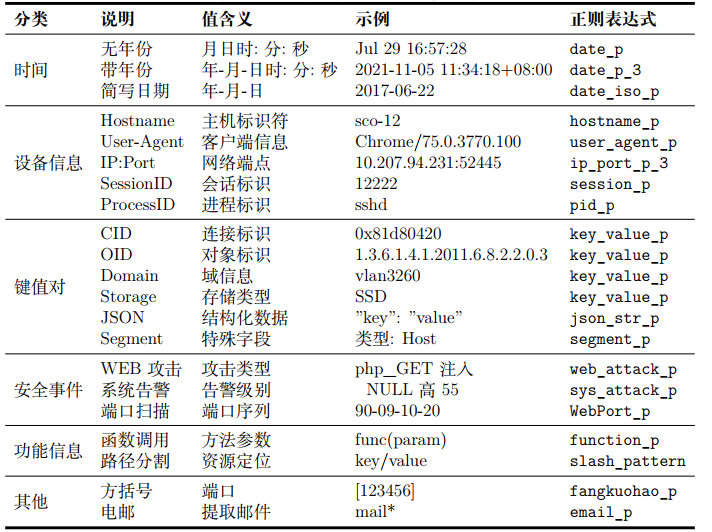 分类 说明 值含义 示例 正则表达式
无年份 月日时: 分: 秒 Jul 29 16:57:28 date_p
时间 带年份 年-月-日时: 分: 秒 2021-11-05 11:34:18+08:00 date_p_3
简写日期 年-月-日 2017-06-22 date_iso_p
Hostname 主机标识符 sco-12 hostname_p
User-Agent 客户端信息 Chrome/75.0.3770.100 user_agent_p
设备信息 IP:Port 网络端点 10.207.94.231:52445 ip_port_p_3
SessionID 会话标识 12222 session_p
ProcessID 进程标识 sshd pid_p
CID 连接标识 0x81d80420 key_value_p
OID 对象标识 1.3.6.1.4.1.2011.6.8.2.2.0.3 key_value_p
键值对 Domain 域信息 vlan3260 key_value_p
Storage 存储类型 SSD key_value_p
JSON 结构化数据 ”key”: ”value” json_str_p
Segment 特殊字段 类型: Host segment_p
WEB 攻击 攻击类型 php__GET 注入 web_attack_p
安全事件 系统告警 告警级别 NULL 高 55 sys_attack_p
端口扫描 端口序列 90-09-10-20 WebPort_p
功能信息 函数调用 方法参数 func(param) function_p
路径分割 资源定位 key/value slash_pattern
其他 方括号 端口 [123456] fangkuohao_p
电邮 提取邮件 mail* email_p